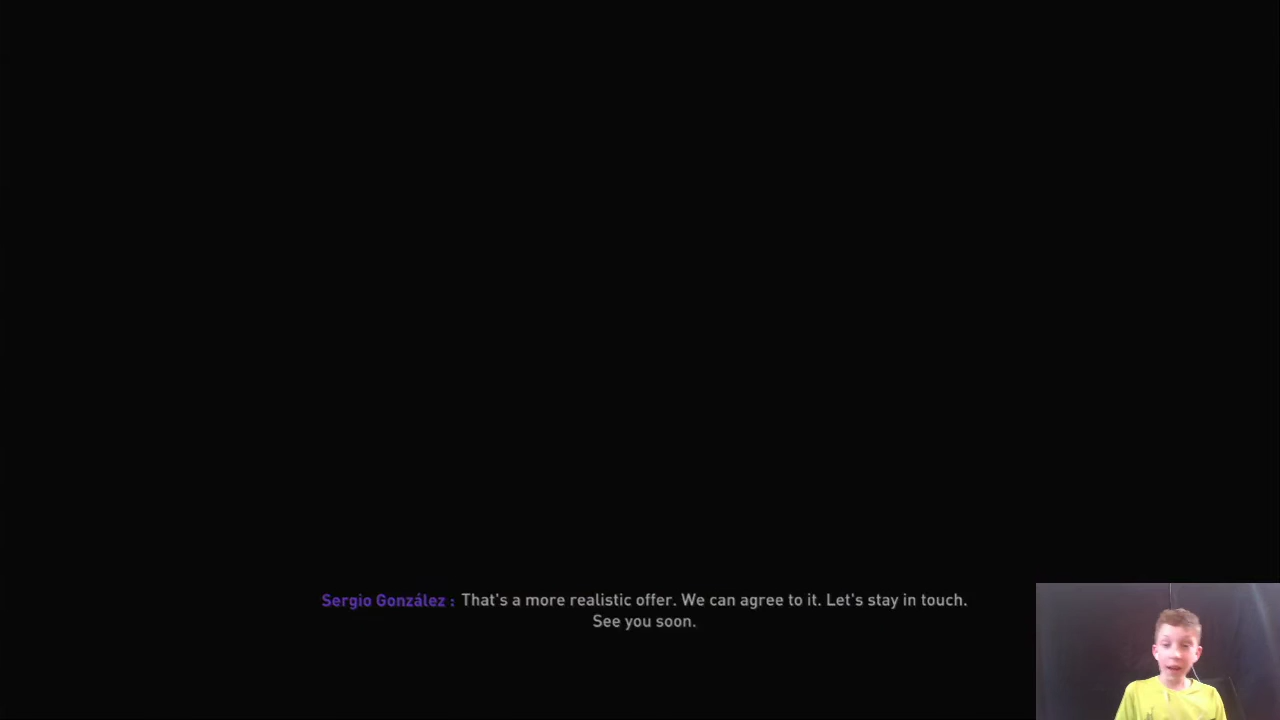 Sergio González : That's a more realistic offer. We can agree to it. Let's stay in touch.
See you soon.